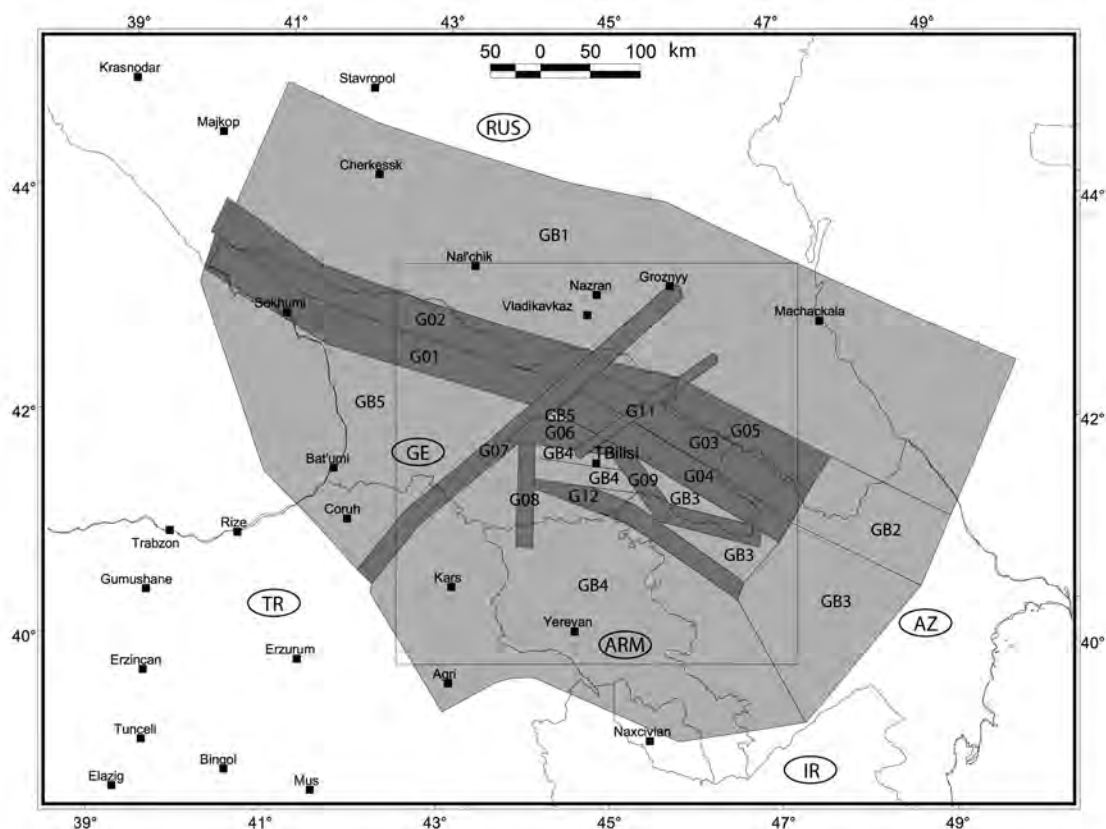 39° 41° 43° 45° 47° 49°
50 0 50 100 km
Krasnodar
Stavropol
Majkop
RUS
Cherkessk
44° 44°
GB1
Nal'chik
Nazran
Groznyy
Vladikavkaz
Machackala
Sokhumi
G02
G01
42° 42°
GB5
GB5
G11
G05
G06
G03
GE
G07
GB4
TBilisi
G04
Bat'umi
GB4
G09
G08
G12
GB3
Coruh
Rize
Trabzon
GB2
GB3
Gumushane
Kars
GB4
GB3
TR
AZ
Yerevan
40° 40°
ARM
Erzurum
Erzincan
Agri
Tunceli
Naxcivian
Bingol
IR
Elazig
Mus
39° 41° 43° 45° 47° 49°